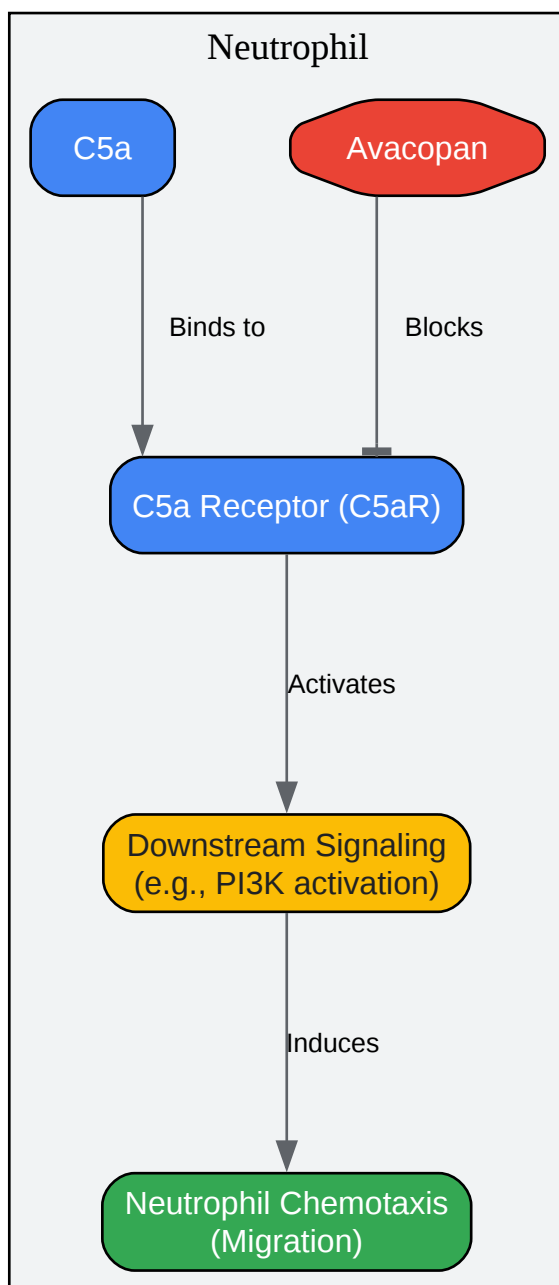 Neutrophil
C5a
Avacopan
Binds to
Blocks
C5a Receptor (C5aR)
Activates
Downstream Signaling
(e.g., PI3K activation)
Induces
Neutrophil Chemotaxis
(Migration)